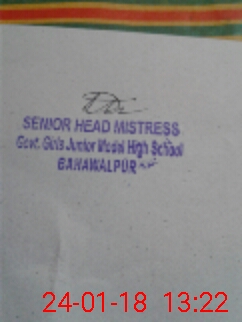 SENIOR HEAD MISTRESS
Govt. Girls Junior Model High School
BAHAWALPUR
24-01-18 13:22